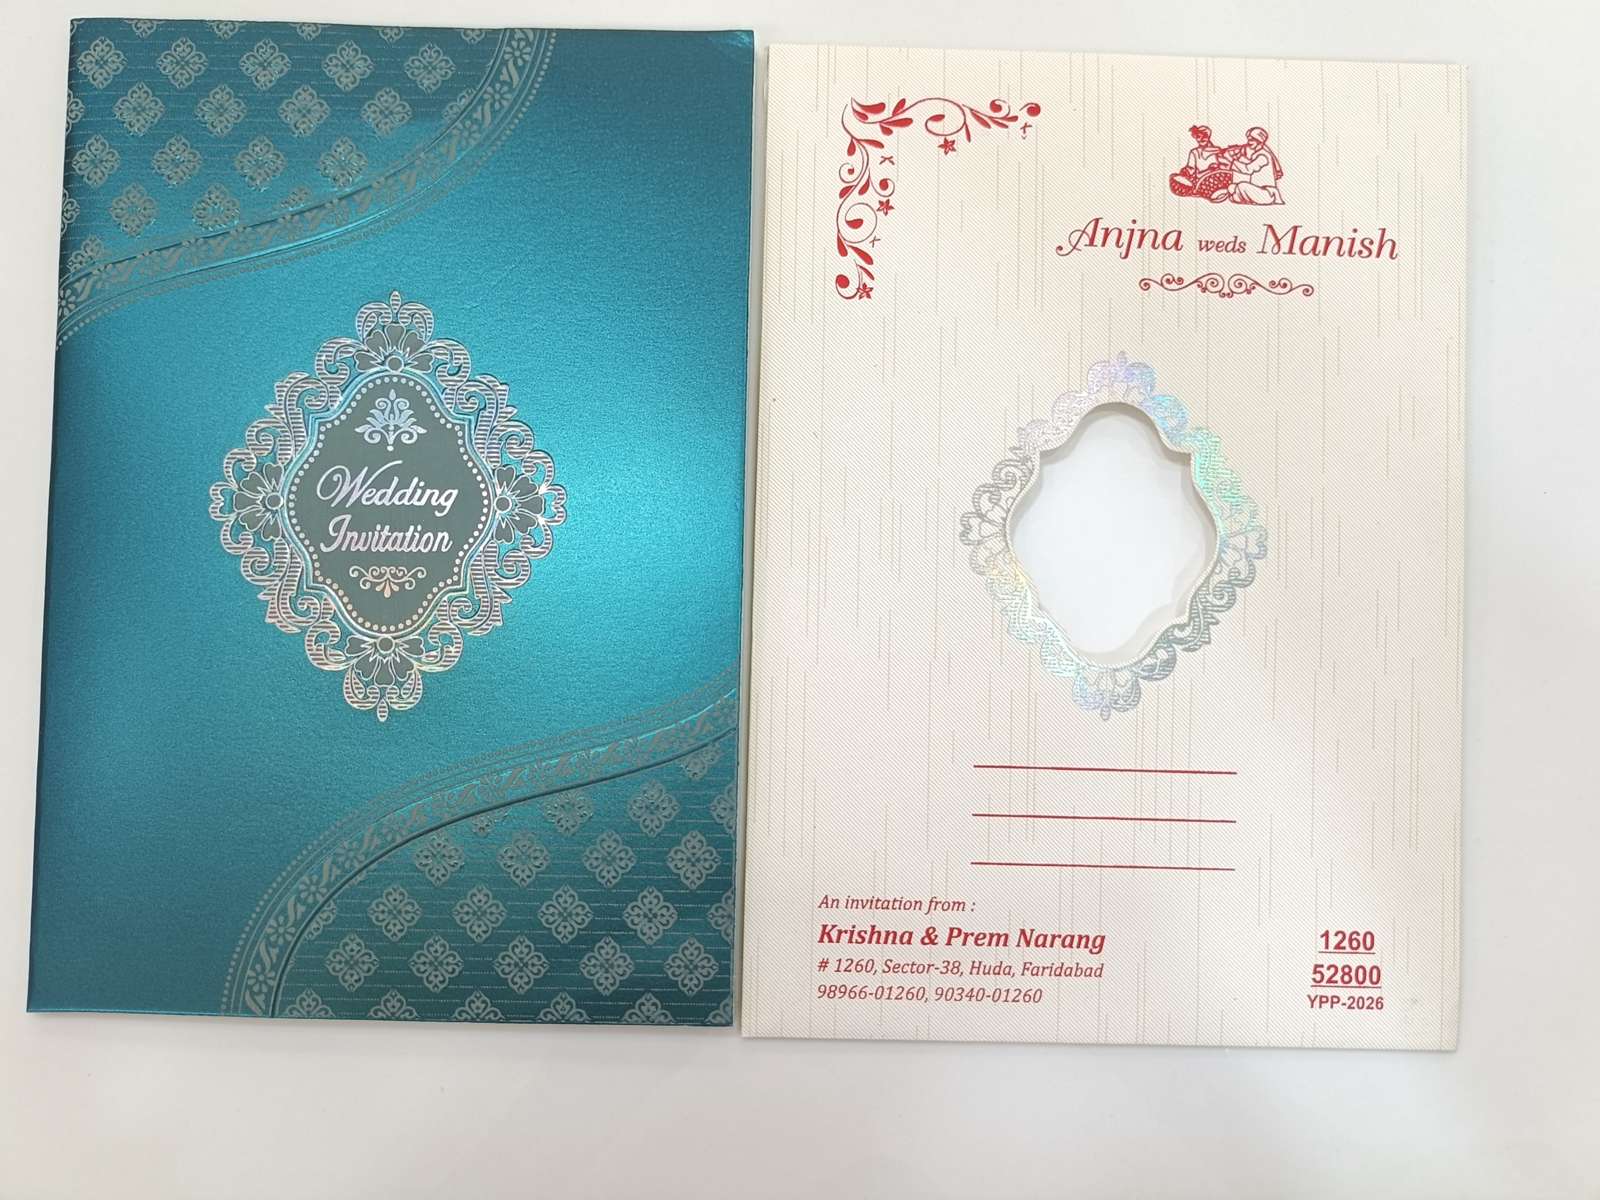 Wedding
Invitation
Anjna weds Manish
An invitation from :
Krishna & Prem Narang
# 1260, Sector-38, Huda, Faridabad
98966-01260, 90340-01260
1260
52800
YPP-2026